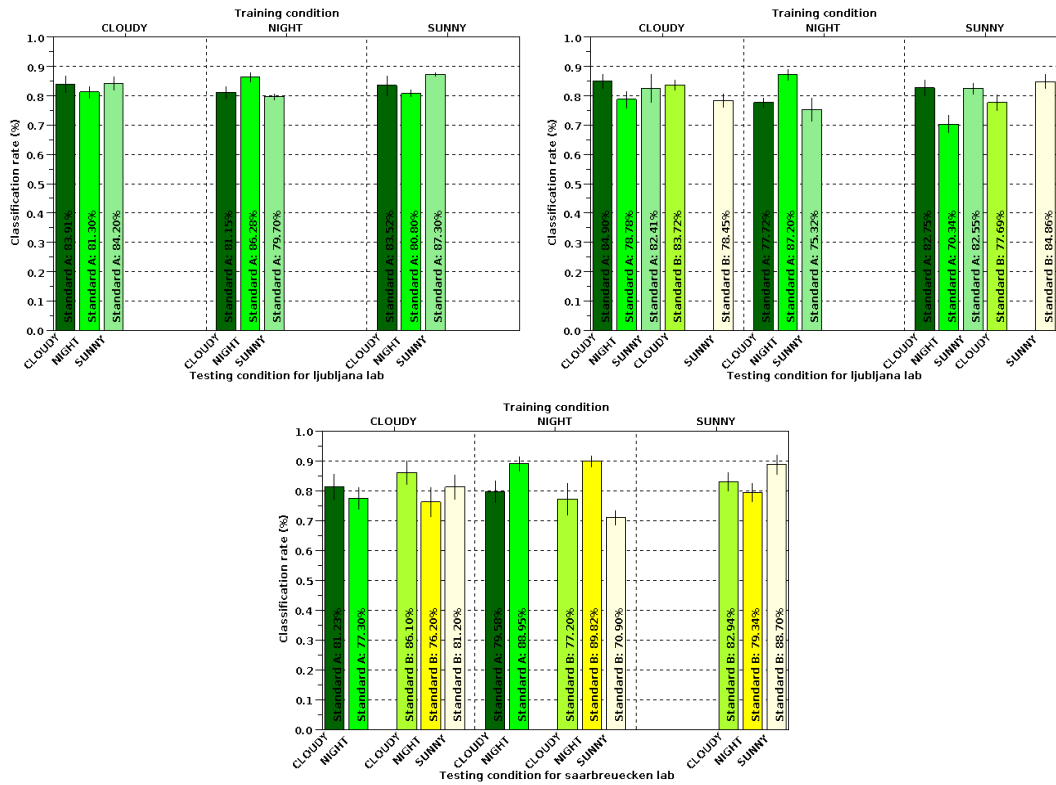 Training condition
CLOUDY NIGHT SUNNY
1.0
0.9
0.8
0.7
0.6
0.5
0.4
0.3
0.2
0.1
0.0
Classification rate (%)
Standard A: 83.91%
Standard A: 81.30%
Standard A: 84.20%
Standard A: 81.15%
Standard A: 86.28%
Standard A: 79.70%
Standard A: 83.52%
Standard A: 80.80%
Standard A: 87.30%
CLOUDY NIGHT SUNNY CLOUDY NIGHT SUNNY CLOUDY NIGHT SUNNY
Testing condition for ljubljana lab
Training condition
CLOUDY NIGHT SUNNY
1.0
0.9
0.8
0.7
0.6
0.5
0.4
0.3
0.2
0.1
0.0
Classification rate (%)
Standard A: 84.90%
Standard A: 78.78%
Standard A: 82.41%
Standard B: 83.72%
Standard B: 78.45%
Standard A: 77.72%
Standard A: 87.20%
Standard A: 75.32%
Standard A: 82.75%
Standard A: 70.34%
Standard A: 82.55%
Standard B: 77.69%
Standard B: 84.86%
CLOUDY NIGHT SUNNY CLOUDY SUNNY CLOUDY NIGHT SUNNY CLOUDY NIGHT SUNNY CLOUDY SUNNY
Testing condition for ljubljana lab
Training condition
CLOUDY NIGHT SUNNY
1.0
0.9
0.8
0.7
0.6
0.5
0.4
0.3
0.2
0.1
0.0
Classification rate (%)
Standard A: 81.23%
Standard A: 77.30%
Standard B: 86.10%
Standard B: 76.20%
Standard B: 81.20%
Standard A: 79.58%
Standard A: 88.95%
Standard B: 77.20%
Standard B: 89.82%
Standard B: 70.90%
Standard B: 82.94%
Standard B: 79.34%
Standard B: 88.70%
CLOUDY NIGHT CLOUDY NIGHT SUNNY CLOUDY NIGHT CLOUDY NIGHT SUNNY CLOUDY NIGHT SUNNY
Testing condition for saarbreuecken lab